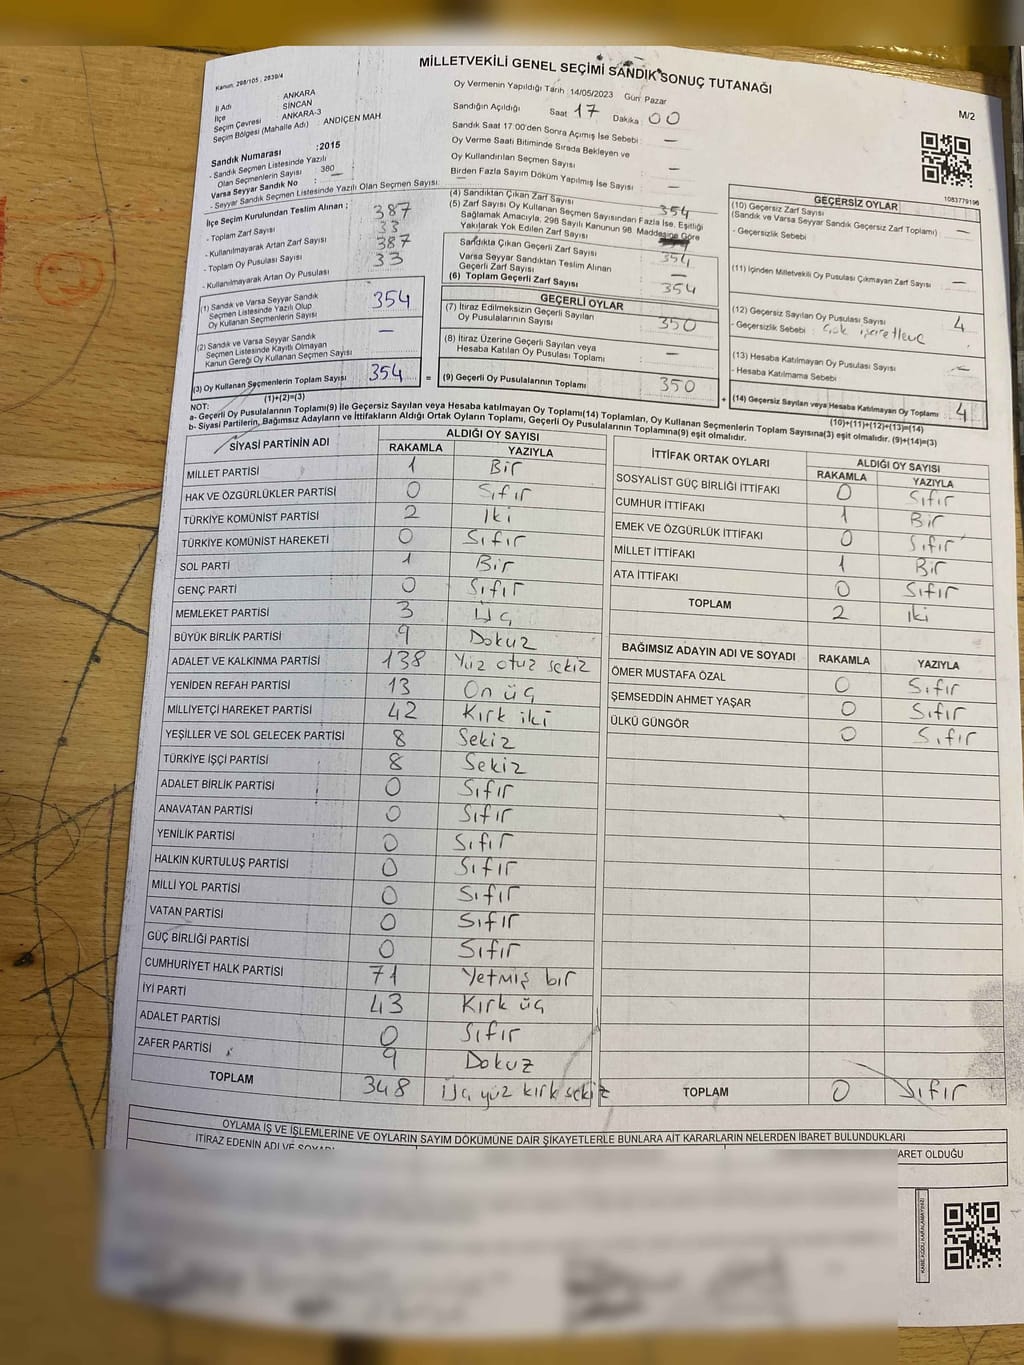 MİLLETVEKİLİ GENEL SEÇİMİ SANDIK SONUÇ TUTANAĞI
Kanun: 298/105 ; 2839/4
M/2
İl Adı ANKARA
İlçe SİNCAN
Seçim Çevresi ANKARA-3
Seçim Bölgesi (Mahalle Adı) : ANDİÇEN MAH
Oy Vermenin Yapıldığı Tarih :14/05/2023 Gün: Pazar
Sandığın Açıldığı Saat 17 Dakika 00
Sandık Saat 17:00'den Sonra Açılmış İse Sebebi —
Oy Verme Saati Bitiminde Sırada Bekleyen ve
Oy Kullandırılan Seçmen Sayısı —
Birden Fazla Sayım Döküm Yapılmış İse Sayısı —
Sandık Numarası :2015
- Sandık Seçmen Listesinde Yazılı
Olan Seçmenlerin Sayısı 380
Varsa Seyyar Sandık No : —
- Seyyar Sandık Seçmen Listesinde Yazılı Olan Seçmen Sayısı: —
İlçe Seçim Kurulundan Teslim Alınan ;
- Toplam Zarf Sayısı 387
- Kullanılmayarak Artan Zarf Sayısı 33
- Toplam Oy Pusulası Sayısı 387
- Kullanılmayarak Artan Oy Pusulası 33
(1) Sandık ve Varsa Seyyar Sandık
Seçmen Listesinde Yazılı Olup
Oy Kullanan Seçmenlerin Sayısı 354
(2) Sandık ve Varsa Seyyar Sandık
Seçmen Listesinde Kayıtlı Olmayan
Kanun Gereği Oy Kullanan Seçmen Sayısı —
(3) Oy Kullanan Seçmenlerin Toplam Sayısı 354
(1)+(2)=(3)
(4) Sandıktan Çıkan Zarf Sayısı 354
(5) Zarf Sayısı Oy Kullanan Seçmen Sayısından Fazla İse, Eşitliği
Sağlamak Amacıyla, 298 Sayılı Kanunun 98. Maddesine Göre
Yakılarak Yok Edilen Zarf Sayısı
Sandıkta Çıkan Geçerli Zarf Sayısı 354
Varsa Seyyar Sandıktan Teslim Alınan
Geçerli Zarf Sayısı —
(6) Toplam Geçerli Zarf Sayısı 354
GEÇERLİ OYLAR
(7) İtiraz Edilmeksizin Geçerli Sayılan
Oy Pusulalarının Sayısı 350
(8) İtiraz Üzerine Geçerli Sayılan veya
Hesaba Katılan Oy Pusulası Toplamı —
= (9) Geçerli Oy Pusulalarının Toplamı 350
GEÇERSİZ OYLAR
1083779196
(10) Geçersiz Zarf Sayısı
(Sandık ve Varsa Seyyar Sandık Geçersiz Zarf Toplamı) —
- Geçersizlik Sebebi
(11) İçinden Milletvekili Oy Pusulası Çıkmayan Zarf Sayısı —
(12) Geçersiz Sayılan Oy Pusulası Sayısı 4
- Geçersizlik Sebebi : Çok
(13) Hesaba Katılmayan Oy Pusulası Sayısı —
- Hesaba Katılmama Sebebi
+ (14) Geçersiz Sayılan veya Hesaba Katılmayan Oy Toplamı 4
(10)+(11)+(12)+(13)=(14)
NOT:
a- Geçerli Oy Pusulalarının Toplamı(9) ile Geçersiz Sayılan veya Hesaba katılmayan Oy Toplamı(14) Toplamları, Oy Kullanan Seçmenlerin Toplam Sayısına(3) eşit olmalıdır. (9)+(14)=(3)
b- Siyasi Partilerin, Bağımsız Adayların ve İttifakların Aldığı Ortak Oyların Toplamı, Geçerli Oy Pusulalarının Toplamına(9) eşit olmalıdır.
SİYASİ PARTİNİN ADI ALDIĞI OY SAYISI
RAKAMLA YAZIYLA
MİLLET PARTİSİ 1 Bir
HAK VE ÖZGÜRLÜKLER PARTİSİ 0 Sıfır
TÜRKİYE KOMÜNİST PARTİSİ 2 İki
TÜRKİYE KOMÜNİST HAREKETİ 0 Sıfır
SOL PARTİ 1 Bir
GENÇ PARTİ 0 Sıfır
MEMLEKET PARTİSİ 3 Üç
BÜYÜK BİRLİK PARTİSİ 9 Dokuz
ADALET VE KALKINMA PARTİSİ 138 Yüz otuz sekiz
YENİDEN REFAH PARTİSİ 13 On üç
MİLLİYETÇİ HAREKET PARTİSİ 42 Kırk iki
YEŞİLLER VE SOL GELECEK PARTİSİ 8 Sekiz
TÜRKİYE İŞÇİ PARTİSİ 8 Sekiz
ADALET BİRLİK PARTİSİ 0 Sıfır
ANAVATAN PARTİSİ 0 Sıfır
YENİLİK PARTİSİ 0 Sıfır
HALKIN KURTULUŞ PARTİSİ 0 Sıfır
MİLLİ YOL PARTİSİ 0 Sıfır
VATAN PARTİSİ 0 Sıfır
GÜÇ BİRLİĞİ PARTİSİ 0 Sıfır
CUMHURİYET HALK PARTİSİ 71 Yetmiş bir
İYİ PARTİ 43 Kırk üç
ADALET PARTİSİ 0 Sıfır
ZAFER PARTİSİ 9 Dokuz
TOPLAM 348 Üç yüz kırk sekiz
İTTİFAK ORTAK OYLARI ALDIĞI OY SAYISI
RAKAMLA YAZIYLA
SOSYALİST GÜÇ BİRLİĞİ İTTİFAKI 0 Sıfır
CUMHUR İTTİFAKI 1 Bir
EMEK VE ÖZGÜRLÜK İTTİFAKI 0 Sıfır
MİLLET İTTİFAKI 1 Bir
ATA İTTİFAKI 0 Sıfır
TOPLAM 2 İki
BAĞIMSIZ ADAYIN ADI VE SOYADI RAKAMLA YAZIYLA
ÖMER MUSTAFA ÖZAL 0 Sıfır
ŞEMSEDDİN AHMET YAŞAR 0 Sıfır
ÜLKÜ GÜNGÖR 0 Sıfır
TOPLAM 0 Sıfır
OYLAMA İŞ VE İŞLEMLERİNE VE OYLARIN SAYIM DÖKÜMÜNE DAİR ŞİKAYETLERLE BUNLARA AİT KARARLARIN NELERDEN İBARET BULUNDUKLARI
İTİRAZ EDENİN ADI VE
ARET OLDUĞU